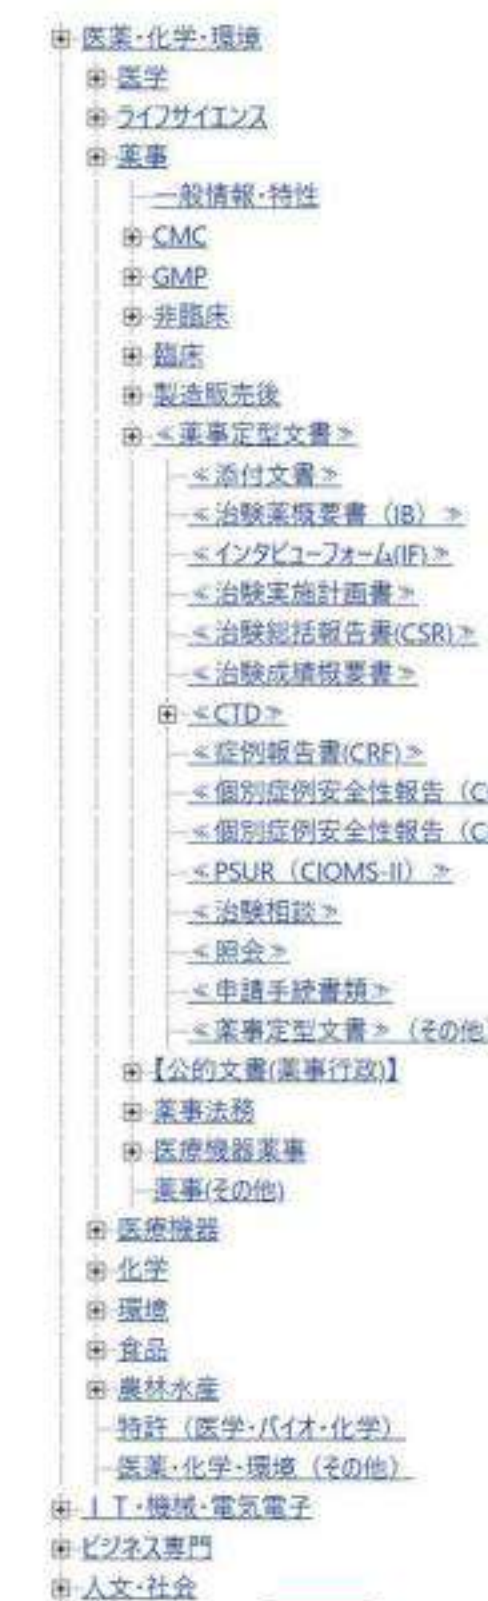 医薬・化学・環境
医学
ライフサイエンス
薬事
一般情報・特性
CMC
GMP
非臨床
臨床
製造販売後
≪薬事定型文書≫
≪添付文書≫
≪治験薬概要書（IB）≫
≪インタビューフォーム(IF)≫
≪治験実施計画書≫
≪治験総括報告書(CSR)≫
≪治験成績概要書≫
≪CTD≫
≪症例報告書(CRF)≫
≪個別症例安全性報告（C
≪個別症例安全性報告（C
≪PSUR（CIOMS-II）≫
≪治験相談≫
≪照会≫
≪申請手続書類≫
≪薬事定型文書≫（その他）
【公的文書(薬事行政)】
薬事法務
医療機器薬事
薬事(その他)
医療機器
化学
環境
食品
農林水産
特許（医学・バイオ・化学）
医薬・化学・環境（その他）
ＩＴ・機械・電気電子
ビジネス専門
人文・社会